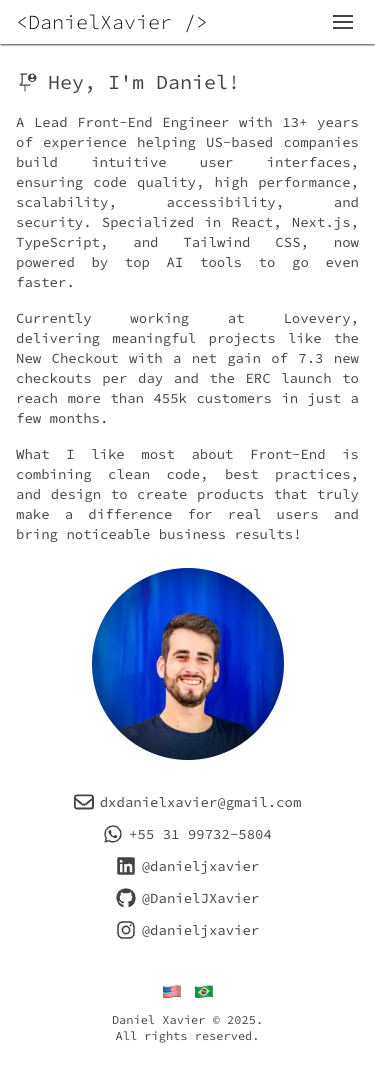 <DanielXavier />
Hey, I'm Daniel!
A Lead Front-End Engineer with 13+ years
of experience helping US-based companies
build intuitive user interfaces,
ensuring code quality, high performance,
scalability, accessibility, and
security. Specialized in React, Next.js,
TypeScript, and Tailwind CSS, now
powered by top AI tools to go even
faster.
Currently working at Lovevery,
delivering meaningful projects like the
New Checkout with a net gain of 7.3 new
checkouts per day and the ERC launch to
reach more than 455k customers in just a
few months.
What I like most about Front-End is
combining clean code, best practices,
and design to create products that truly
make a difference for real users and
bring noticeable business results!
dxdanielxavier@gmail.com
+55 31 99732-5804
@danieljxavier
@DanielJXavier
@danieljxavier
Daniel Xavier © 2025.
All rights reserved.